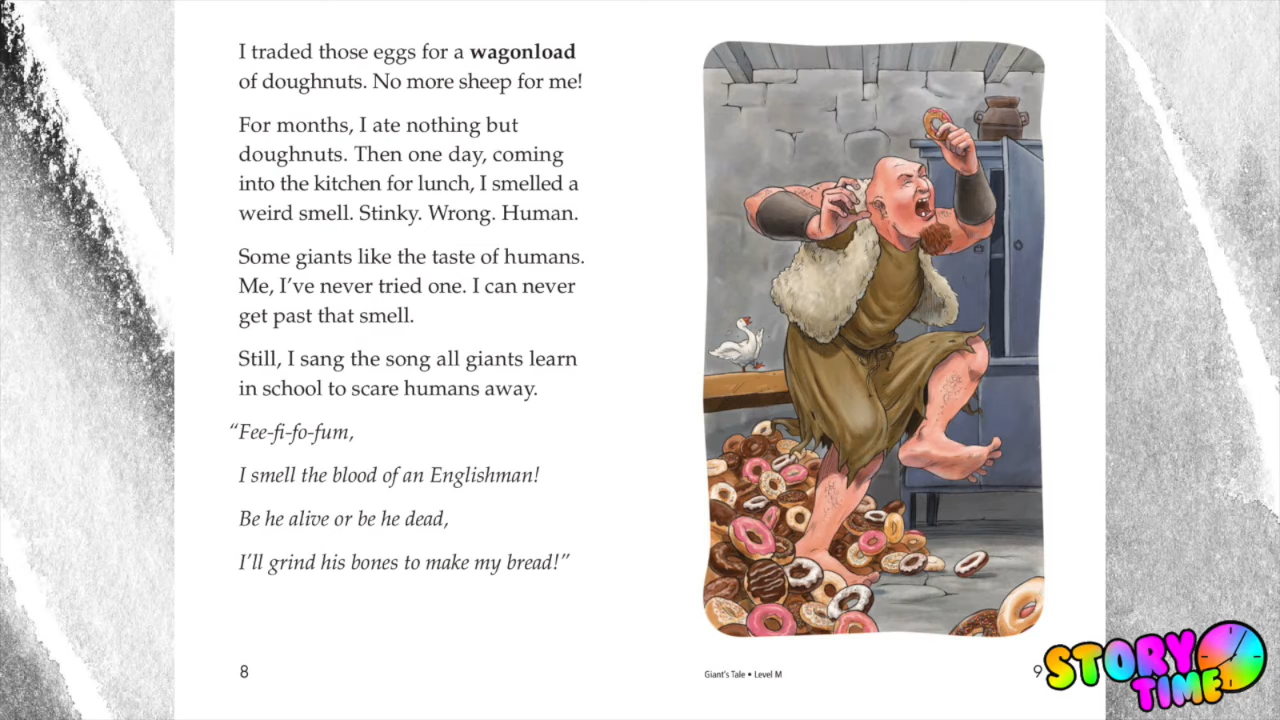 I traded those eggs for a wagonload
of doughnuts. No more sheep for me!
For months, I ate nothing but
doughnuts. Then one day, coming
into the kitchen for lunch, I smelled a
weird smell. Stinky. Wrong. Human.
Some giants like the taste of humans.
Me, I’ve never tried one. I can never
get past that smell.
Still, I sang the song all giants learn
in school to scare humans away.
“Fee-fi-fo-fum,
I smell the blood of an Englishman!
Be he alive or be he dead,
I’ll grind his bones to make my bread!”
8
Giant’s Tale • Level M
9
STORY
TIME